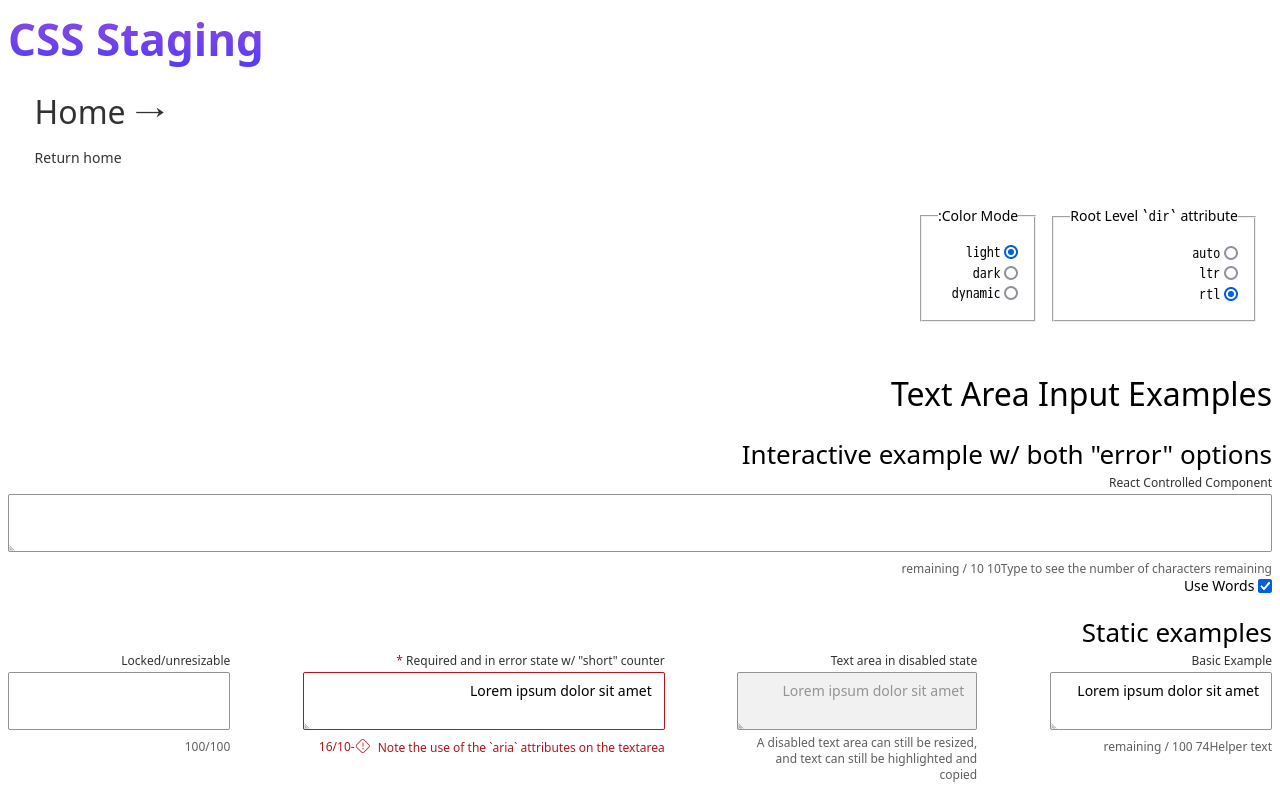 CSS Staging
Home →
Return home
Root Level `dir` attribute
auto
ltr
rtl
:Color Mode
light
dark
dynamic
Text Area Input Examples
Interactive example w/ both "error" options
React Controlled Component
remaining / 10 10Type to see the number of characters remaining
Use Words
Static examples
Basic Example
Lorem ipsum dolor sit amet
remaining / 100 74Helper text
Text area in disabled state
Lorem ipsum dolor sit amet
A disabled text area can still be resized,
and text can still be highlighted and
copied
* Required and in error state w/ "short" counter
Lorem ipsum dolor sit amet
16/10- Note the use of the `aria` attributes on the textarea
Locked/unresizable
100/100